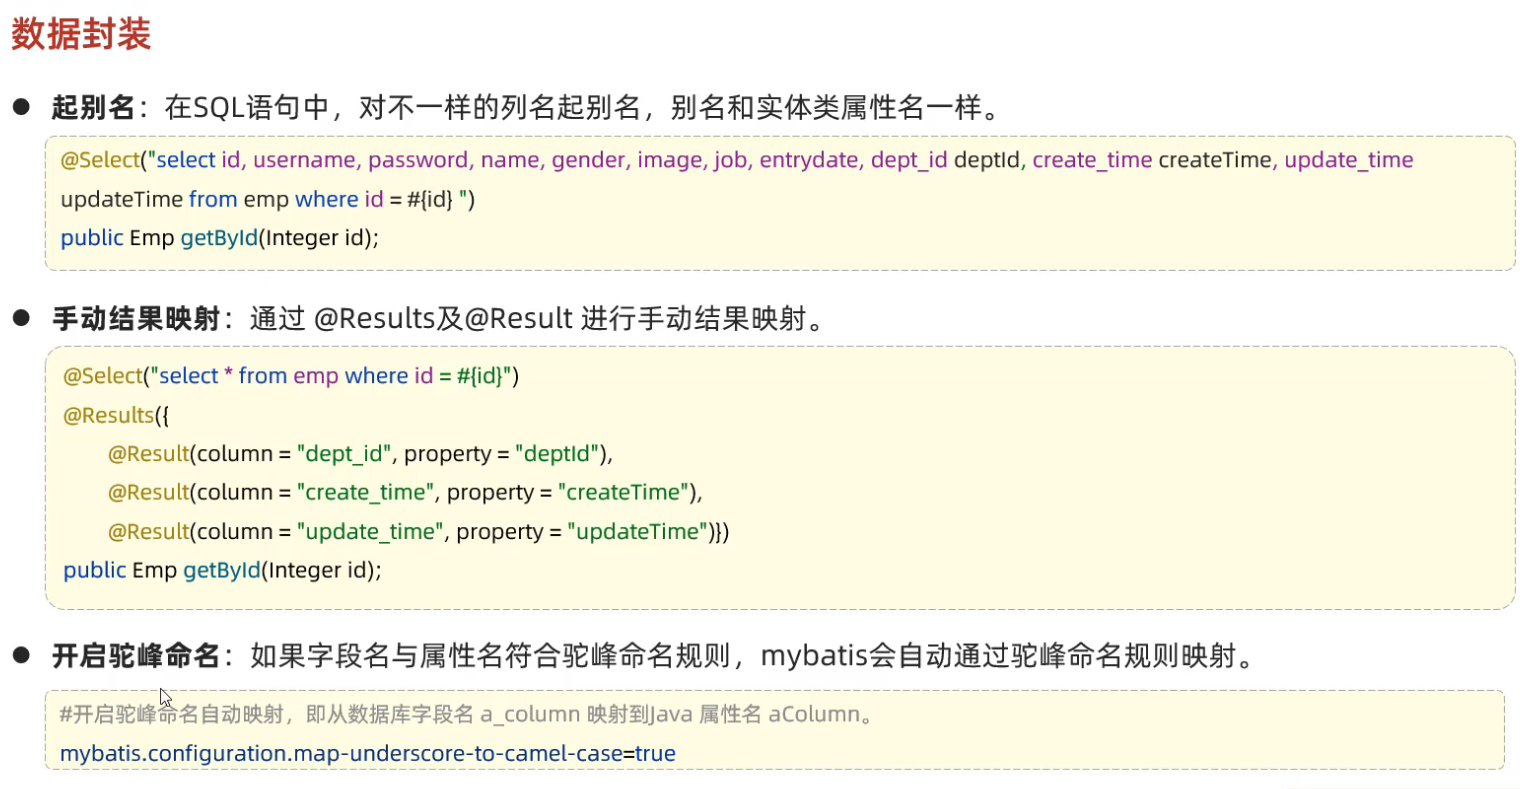 数据封装
● 起别名：在SQL语句中，对不一样的列名起别名，别名和实体类属性名一样。
@Select("select id, username, password, name, gender, image, job, entrydate, dept_id deptId, create_time createTime, update_time
updateTime from emp where id = #{id} ")
public Emp getById(Integer id);
● 手动结果映射：通过 @Results及@Result 进行手动结果映射。
@Select("select * from emp where id = #{id}")
@Results({
@Result(column = "dept_id", property = "deptId"),
@Result(column = "create_time", property = "createTime"),
@Result(column = "update_time", property = "updateTime")})
public Emp getById(Integer id);
● 开启驼峰命名：如果字段名与属性名符合驼峰命名规则，mybatis会自动通过驼峰命名规则映射。
#开启驼峰命名自动映射，即从数据库字段名 a_column 映射到Java 属性名 aColumn。
mybatis.configuration.map-underscore-to-camel-case=true